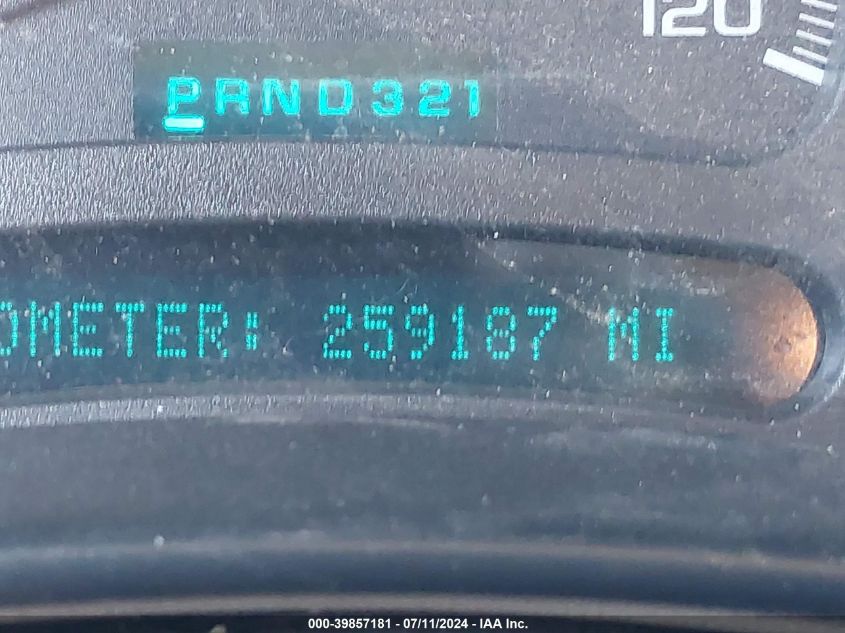 120
PRND321
OMETER: 259187 MI
000-39857181 - 07/11/2024 - IAA Inc.